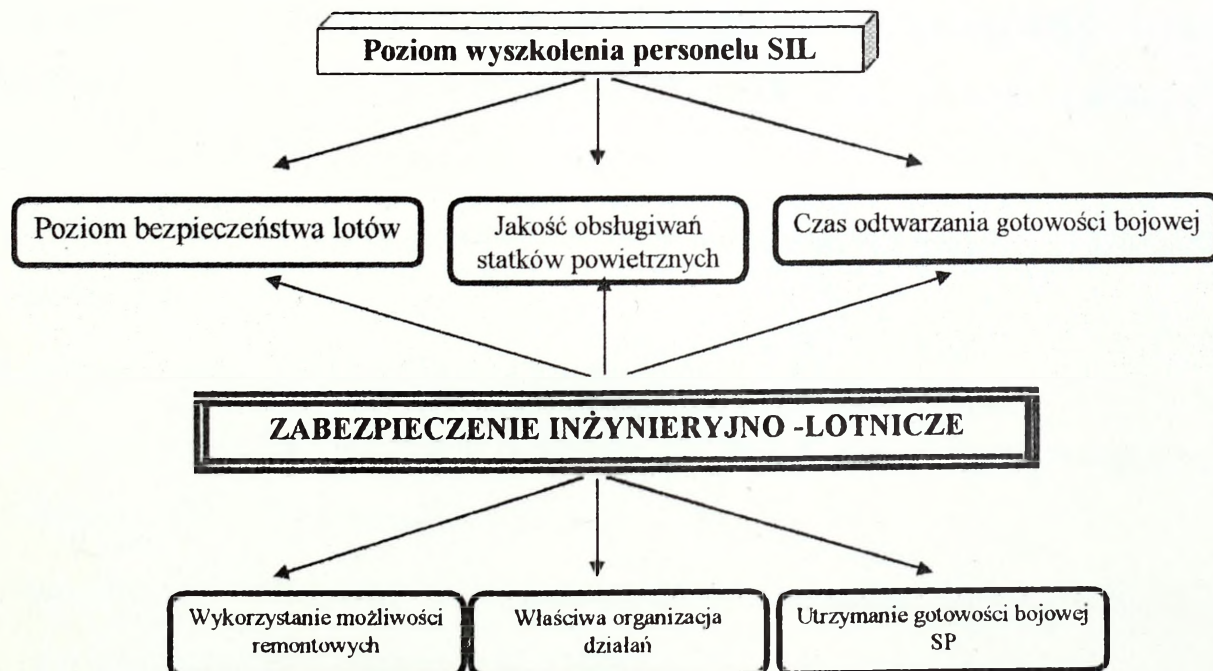 Poziom wyszkolenia personelu SIL
Poziom bezpieczeństwa lotów
Jakość obsługiwań
statków powietrznych
Czas odtwarzania gotowości bojowej
ZABEZPIECZENIE INŻYNIERYJNO -LOTNICZE
Wykorzystanie możliwości
remontowych
Właściwa organizacja
działań
Utrzymanie gotowości bojowej
SP